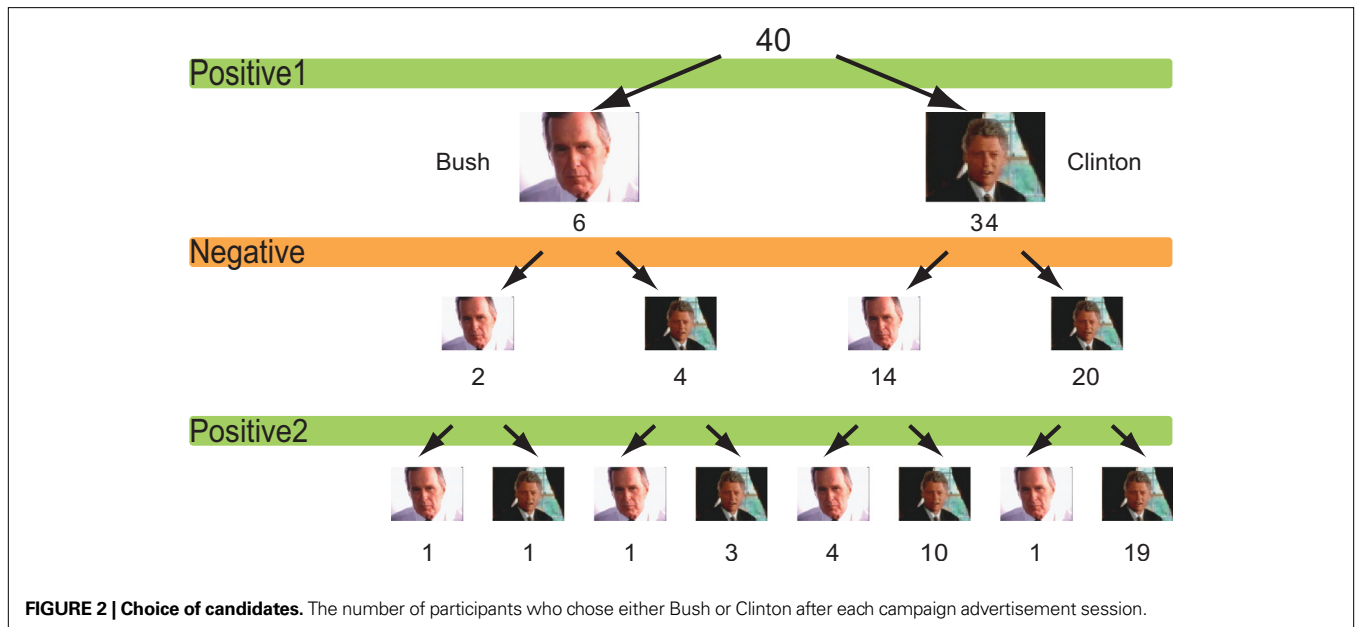 40
Positive1
Bush
Clinton
6 34
Negative
2 4 14 20
Positive2
1 1 1 3 4 10 1 19
FIGURE 2 | Choice of candidates. The number of participants who chose either Bush or Clinton after each campaign advertisement session.